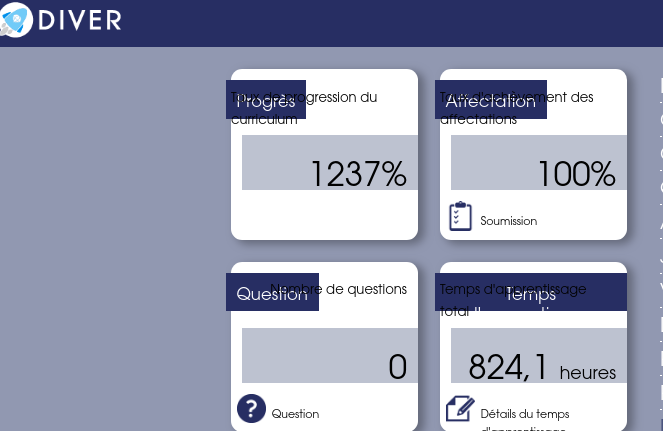 DIVER
Progrès
Taux de progression du
curriculum
1237%
Affectation
Taux d'achèvement des
affectations
100%
Soumission
Question
Nombre de questions
0
Question
Temps
Temps d'apprentissage
total
824,1 heures
Détails du temps
d'apprentissage